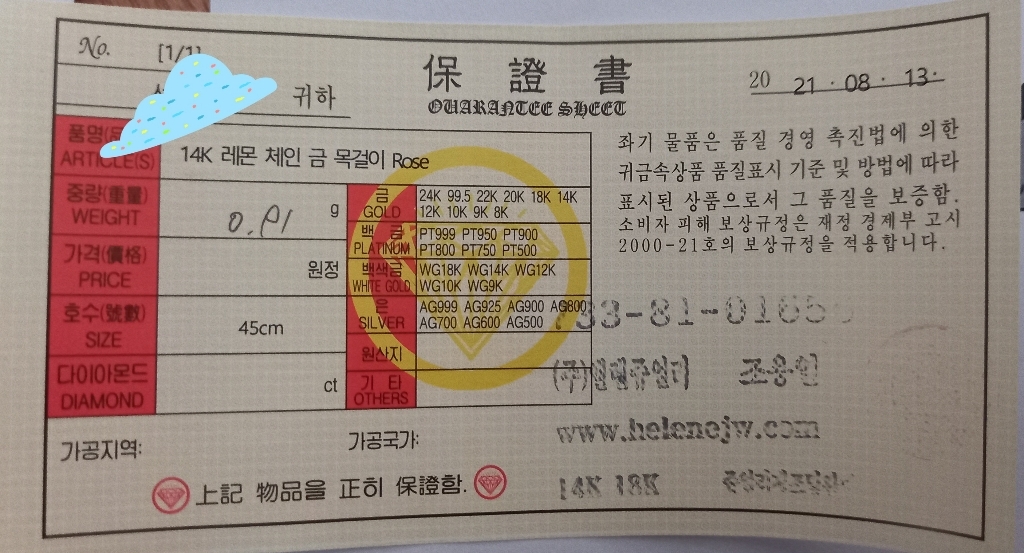 No. [1/1]
귀하
保 證 書
GUARANTEE SHEET
20 21 · 08 · 13 ·
품명
ARTICLE(S)
14K 레몬 체인 금 목걸이 Rose
중량(重量)
WEIGHT
0.91 g
가격(價格)
PRICE
원정
호수(號數)
SIZE
45cm
다이아몬드
DIAMOND
ct
금
GOLD
24K 99.5 22K 20K 18K 14K
12K 10K 9K 8K
백 금
PLATINUM
PT999 PT950 PT900
PT800 PT750 PT500
백색금
WHITE GOLD
WG18K WG14K WG12K
WG10K WG9K
은
SILVER
AG999 AG925 AG900 AG800
AG700 AG600 AG500
원산지
기 타
OTHERS
좌기 물품은 품질 경영 촉진법에 의한
귀금속상품 품질표시 기준 및 방법에 따라
표시된 상품으로서 그 품질을 보증함.
소비자 피해 보상규정은 재정 경제부 고시
2000-21호의 보상규정을 적용합니다.
33-81-0165
(주) 조용인
www.helenejw.com
14K 18K
가공지역:
가공국가:
上記 物品을 正히 保證함.